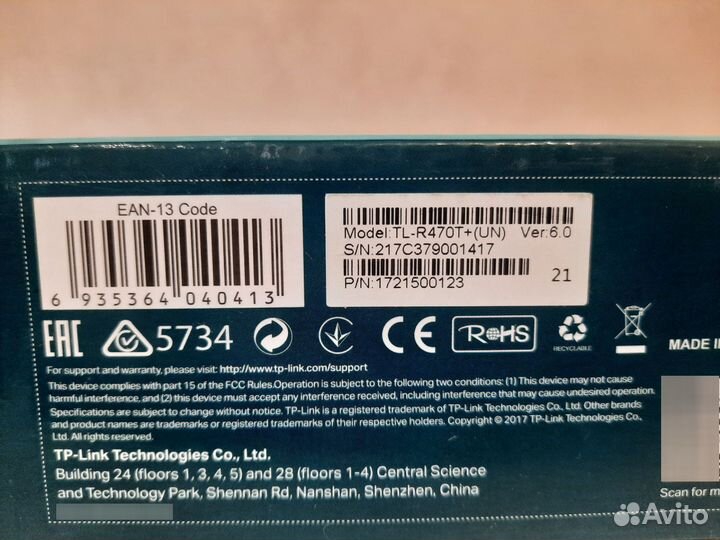 EAN-13 Code
6 935364 040413
Model:TL-R470T+(UN) Ver:6.0
S/N:217C379001417
P/N:1721500123
21
EAC 5734 CE RoHS
RECYCLABLE
MADE I
For support and warranty, please visit http://www.tp-link.com/support
This device complies with part 15 of the FCC Rules.Operation is subject to the following two conditions: (1) This device may not cause
harmful interference, and (2) this device must accept any interference received, including interference that may cause undesired operation.
Specifications are subject to change without notice. TP-Link is a registered trademark of TP-Link Technologies Co., Ltd. Other brands
and product names are trademarks or registered trademarks of their respective holders. Copyright © 2017 TP-Link Technologies Co.,
Ltd. All rights reserved.
TP-Link Technologies Co., Ltd.
Building 24 (floors 1, 3, 4, 5) and 28 (floors 1-4) Central Science
and Technology Park, Shennan Rd, Nanshan, Shenzhen, China
Scan for m
Avito